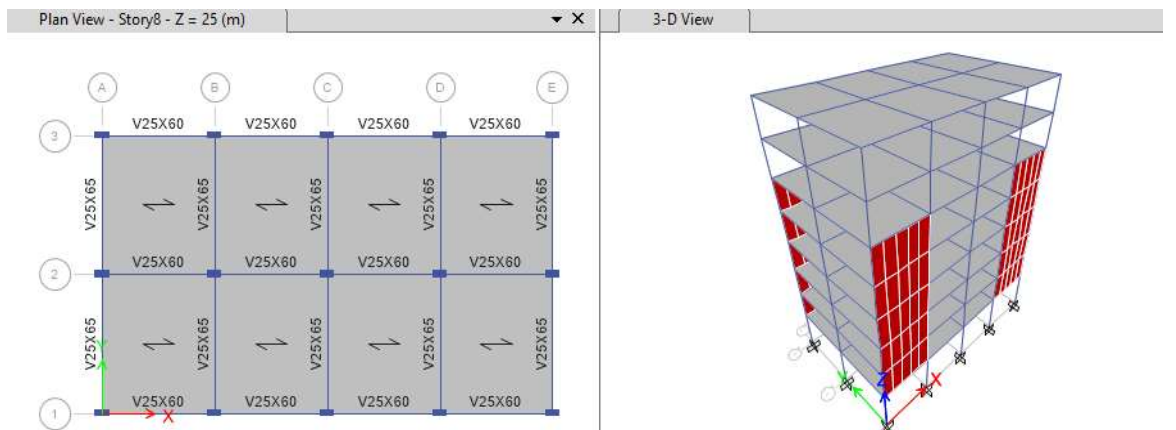 Plan View - Story8 - Z = 25 (m)
3-D View
A B C D E
3
V25X60 V25X60 V25X60 V25X60
V25X65 V25X65 V25X65 V25X65 V25X65
2
V25X60 V25X60 V25X60 V25X60
V25X65 V25X65 V25X65 V25X65 V25X65
Y
1
V25X60 V25X60 V25X60 V25X60
X
Y
Z
X